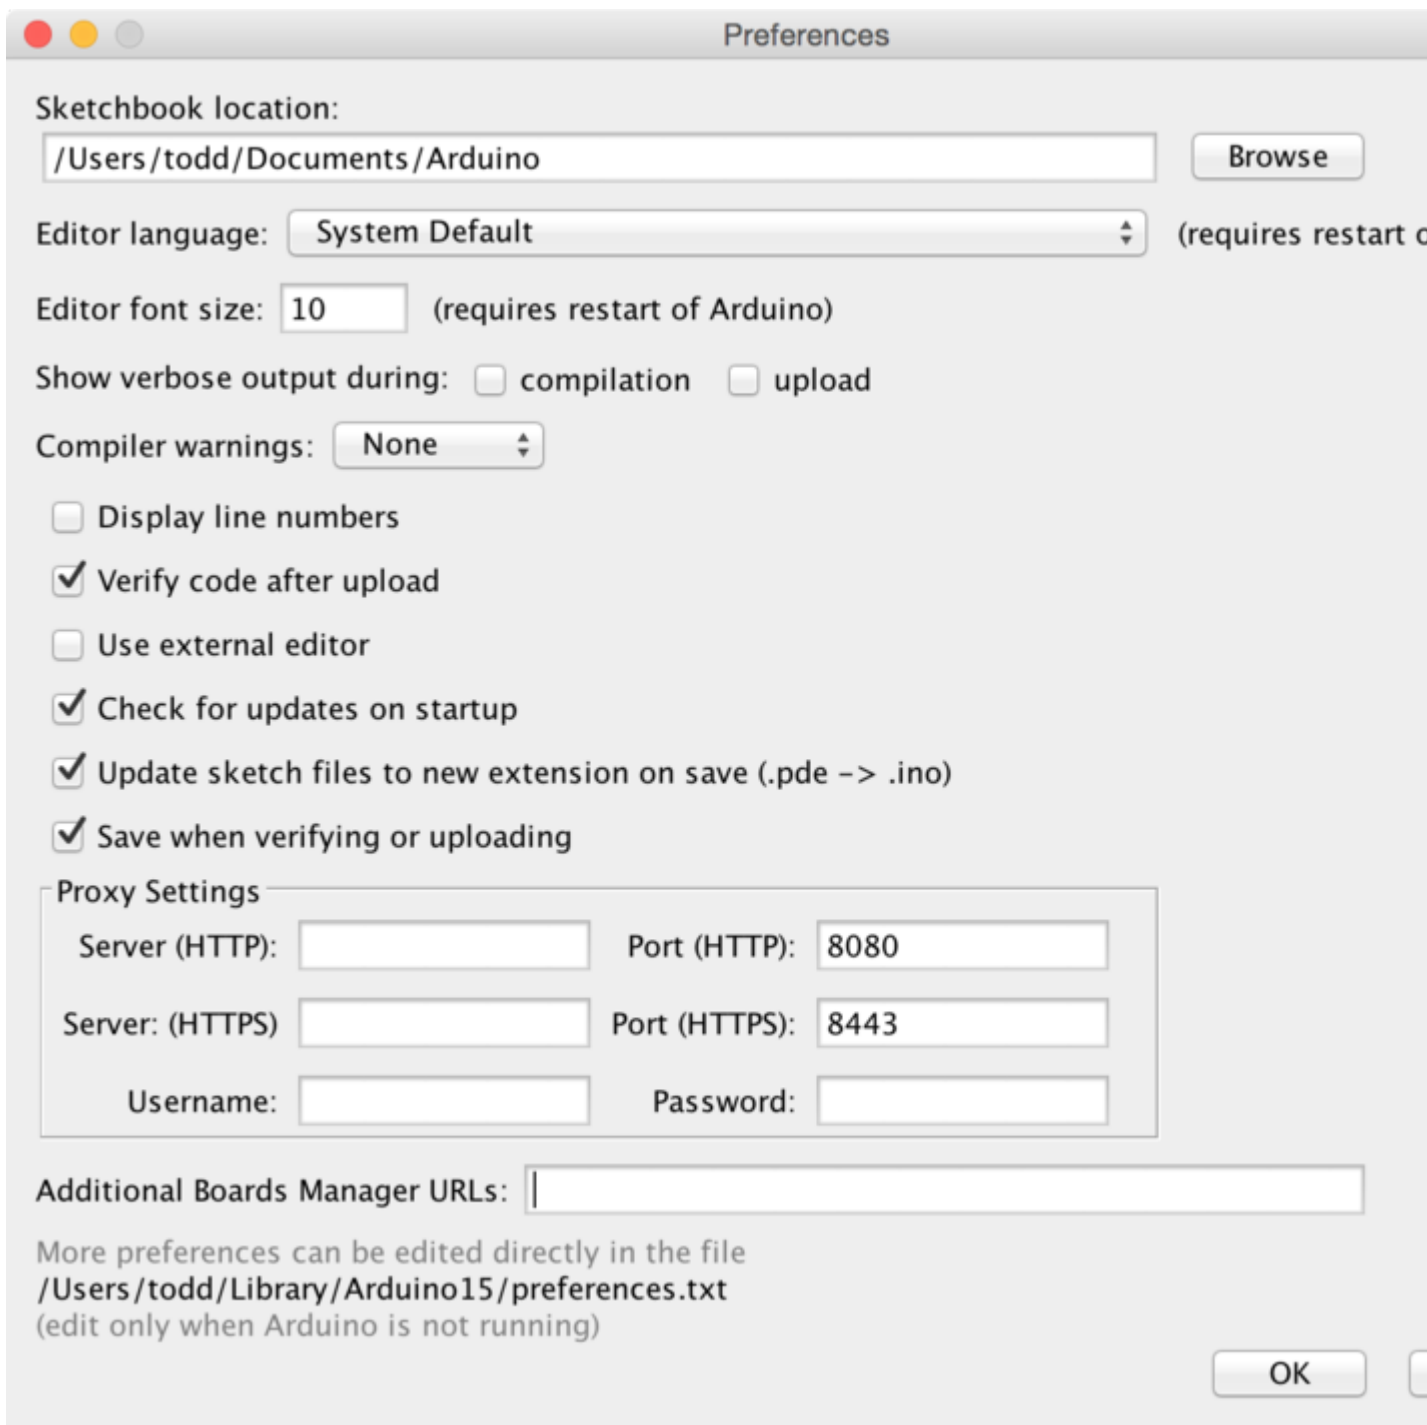 Preferences
Sketchbook location:
/Users/todd/Documents/Arduino Browse
Editor language: System Default (requires restart
Editor font size: 10 (requires restart of Arduino)
Show verbose output during: compilation upload
Compiler warnings: None
Display line numbers
Verify code after upload
Use external editor
Check for updates on startup
Update sketch files to new extension on save (.pde -> .ino)
Save when verifying or uploading
Proxy Settings
Server (HTTP): Port (HTTP): 8080
Server: (HTTPS) Port (HTTPS): 8443
Username: Password:
Additional Boards Manager URLs:
More preferences can be edited directly in the file
/Users/todd/Library/Arduino15/preferences.txt
(edit only when Arduino is not running)
OK